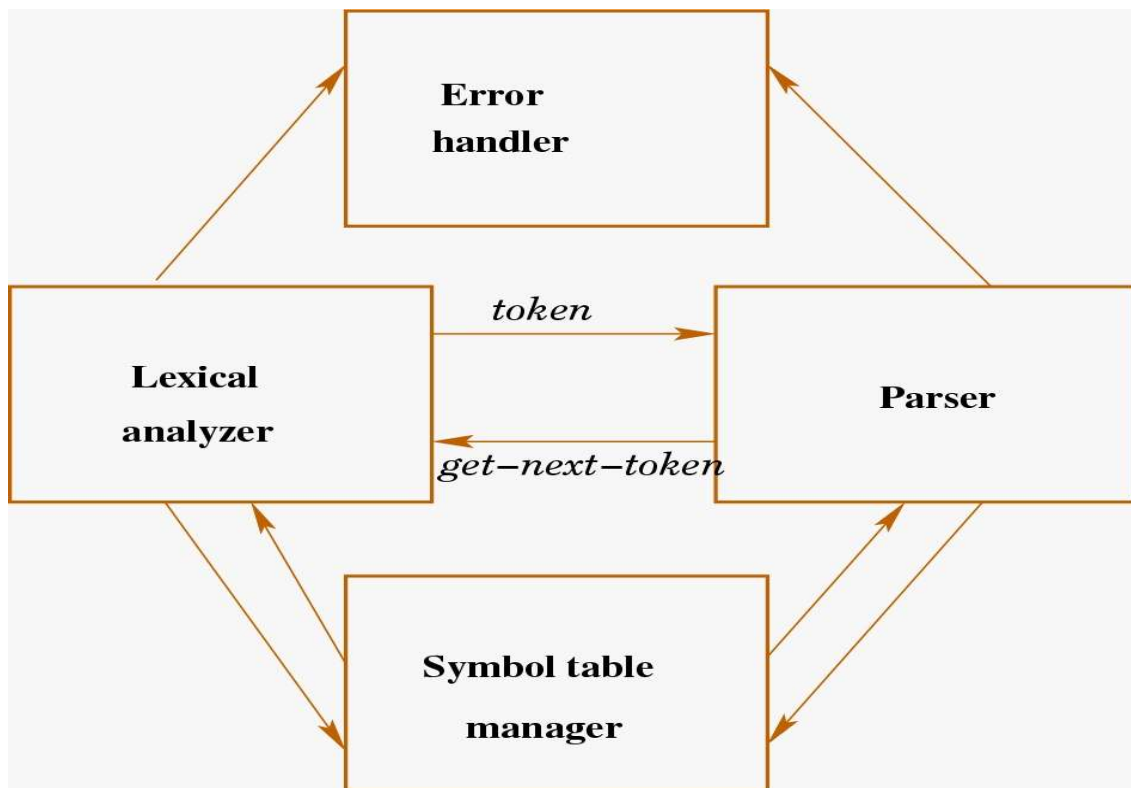 Error
handler
token
Lexical
analyzer
Parser
get-next-token
Symbol table
manager